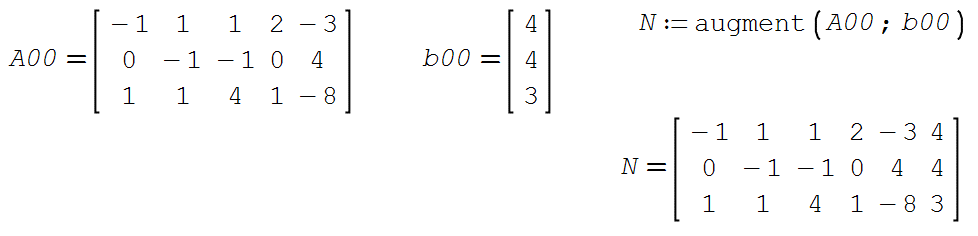 A00 = [ -1 1 1 2 -3
0 -1 -1 0 4
1 1 4 1 -8 ]
b00 = [ 4
4
3 ]
N := augment(A00 ; b00)
N = [ -1 1 1 2 -3 4
0 -1 -1 0 4 4
1 1 4 1 -8 3 ]